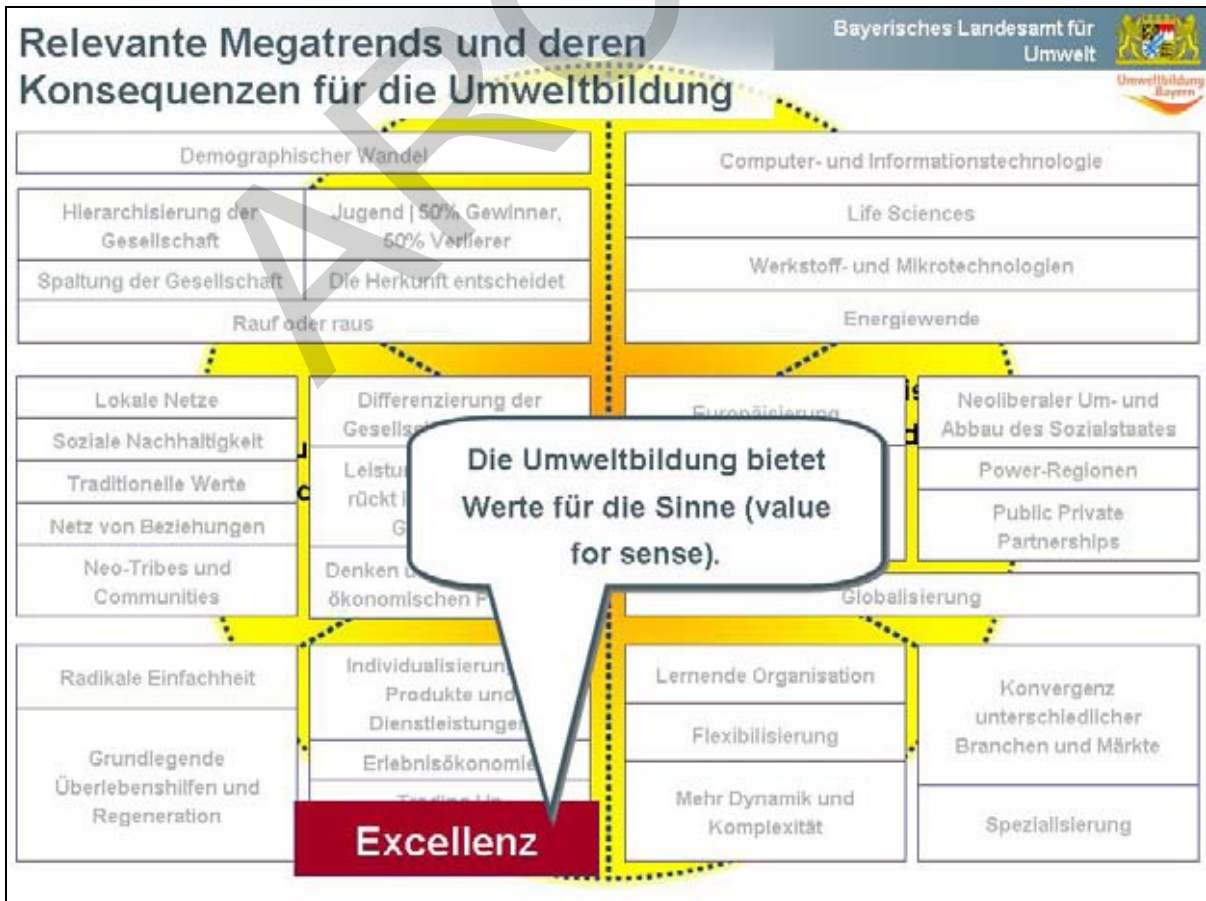 Relevante Megatrends und deren
Konsequenzen für die Umweltbildung
Bayerisches Landesamt für
Umwelt
Umweltbildung
Bayern
Demographischer Wandel
Hierarchisierung der
Gesellschaft
Jugend | 50% Gewinner,
50% Verlierer
Spaltung der Gesellschaft
Die Herkunft entscheidet
Rauf oder raus
Computer- und Informationstechnologie
Life Sciences
Werkstoff- und Mikrotechnologien
Energiewende
Lokale Netze
Soziale Nachhaltigkeit
Traditionelle Werte
Netz von Beziehungen
Neo-Tribes und
Communities
Differenzierung der
rückt
Denken
ökonomischen
Europäisierung
Neoliberaler Um- und
Abbau des Sozialstaates
Power-Regionen
Public Private
Partnerships
Globalisierung
Die Umweltbildung bietet
Werte für die Sinne (value
for sense).
Radikale Einfachheit
Grundlegende
Überlebenshilfen und
Regeneration
Produkte und
Erlebnisökonomie
Excellenz
Lernende Organisation
Flexibilisierung
Mehr Dynamik und
Komplexität
Konvergenz
unterschiedlicher
Branchen und Märkte
Spezialisierung
ARC